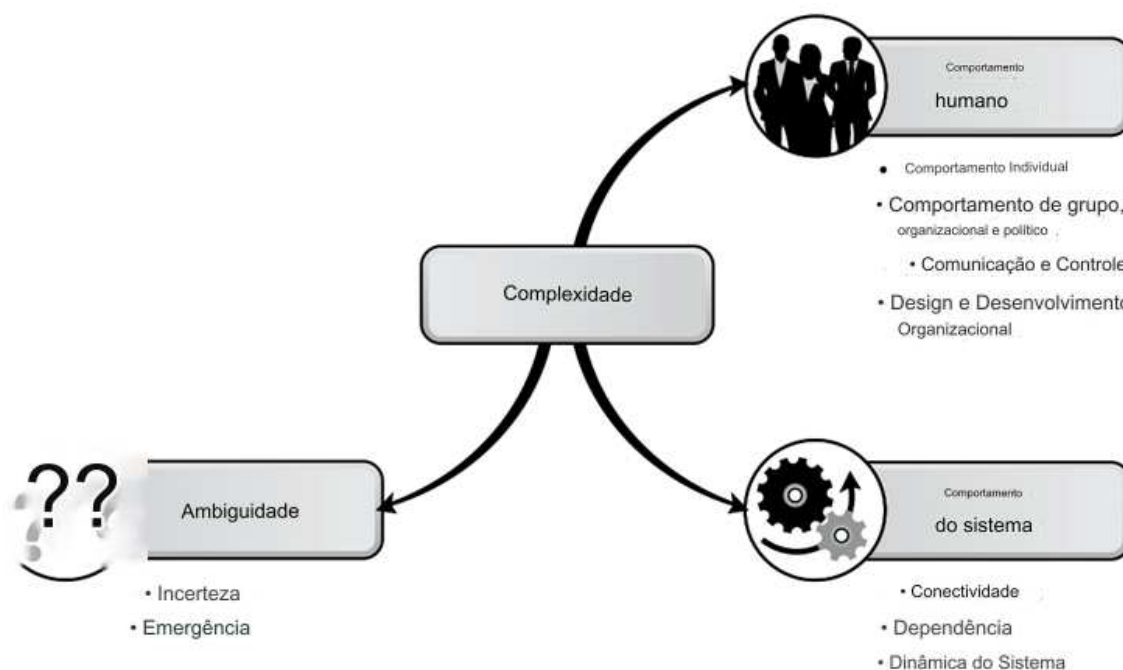 Comportamento
humano
• Comportamento Individual
• Comportamento de grupo,
organizacional e político
• Comunicação e Controle
• Design e Desenvolvimento
Organizacional
Complexidade
??
Ambiguidade
• Incerteza
• Emergência
Comportamento
do sistema
• Conectividade
• Dependência
• Dinâmica do Sistema